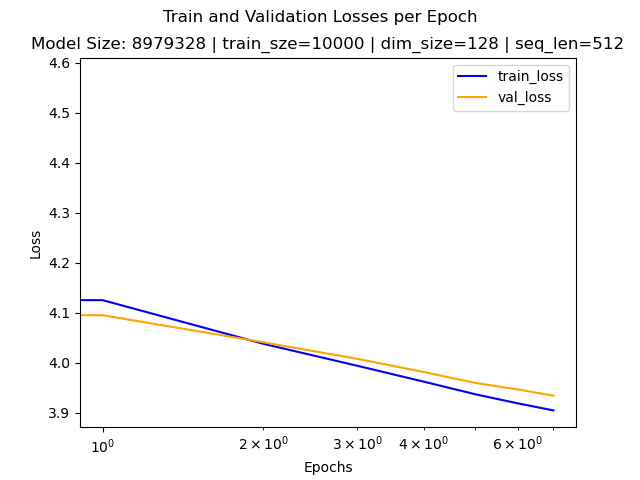 Train and Validation Losses per Epoch
Model Size: 8979328 | train_sze=10000 | dim_size=128 | seq_len=512
train_loss
val_loss
4.6
4.5
4.4
4.3
4.2
4.1
4.0
3.9
Loss
10⁰
2 × 10⁰
3 × 10⁰
4 × 10⁰
6 × 10⁰
Epochs